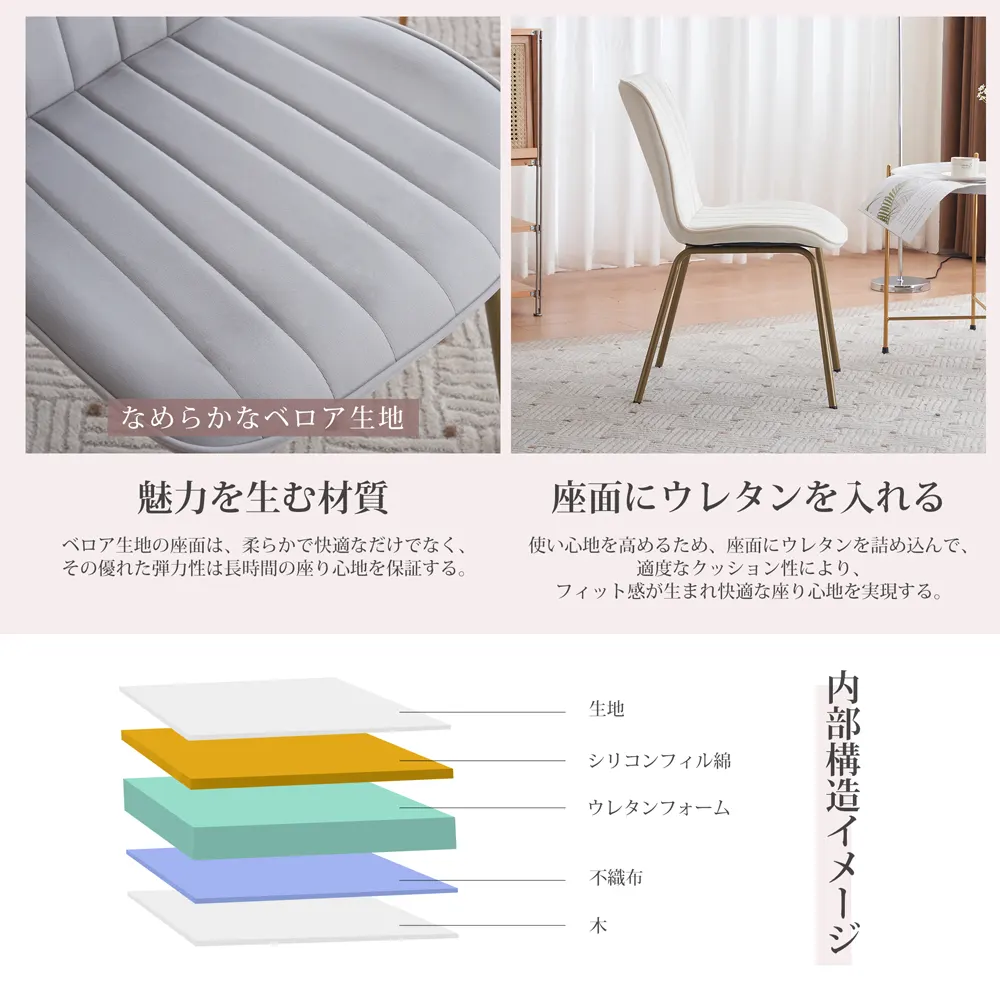 なめらかなベロア生地
魅力を生む材質
ベロア生地の座面は、柔らかで快適なだけでなく、
その優れた弾力性は長時間の座り心地を保証する。
座面にウレタンを入れる
使い心地を高めるため、座面にウレタンを詰め込んで、
適度なクッション性により、
フィット感が生まれ快適な座り心地を実現する。
内部構造イメージ
生地
シリコンフィル綿
ウレタンフォーム
不織布
木